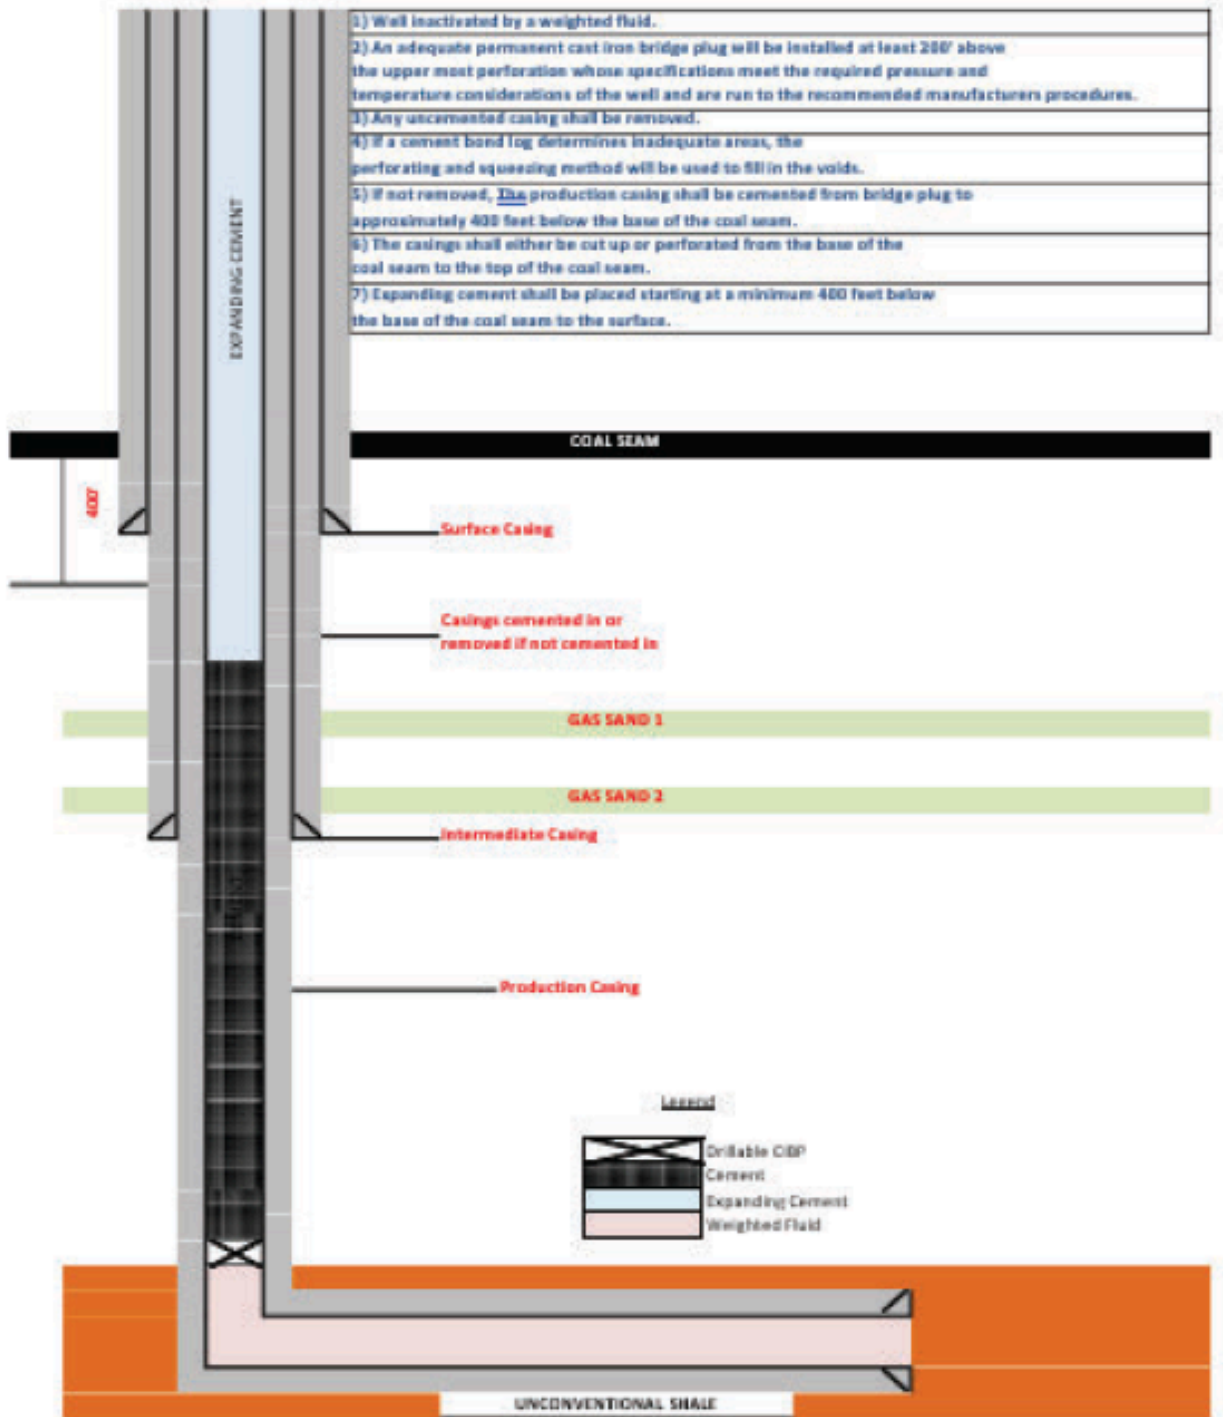 1) Well inactivated by a weighted fluid.
2) An adequate permanent cast iron bridge plug will be installed at least 200' above
the upper most perforation whose specifications meet the required pressure and
temperature considerations of the well and are run to the recommended manufacturers procedures.
3) Any uncemented casing shall be removed.
4) If a cement bond log determines inadequate areas, the
perforating and squeezing method will be used to fill in the voids.
5) If not removed, The production casing shall be cemented from bridge plug to
approximately 400 feet below the base of the coal seam.
6) The casings shall either be cut up or perforated from the base of the
coal seam to the top of the coal seam.
7) Expanding cement shall be placed starting at a minimum 400 feet below
the base of the coal seam to the surface.
EXPANDING CEMENT
COAL SEAM
400'
Surface Casing
Casings cemented in or
removed if not cemented in
GAS SAND 1
GAS SAND 2
Intermediate Casing
Production Casing
Legend
Drillable CIBP
Cement
Expanding Cement
Weighted Fluid
UNCONVENTIONAL SHALE